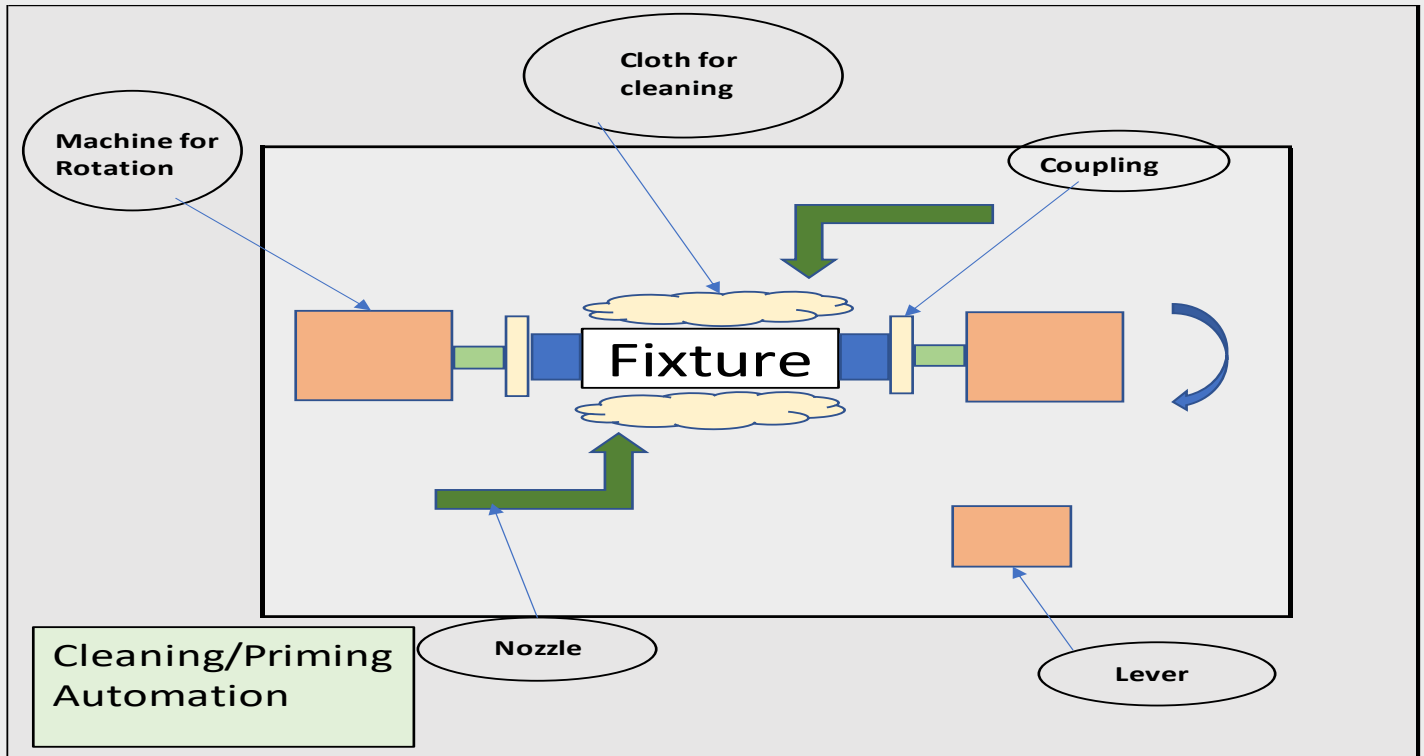 Cloth for
cleaning
Machine for
Rotation
Coupling
Fixture
Nozzle
Cleaning/Priming
Automation
Lever